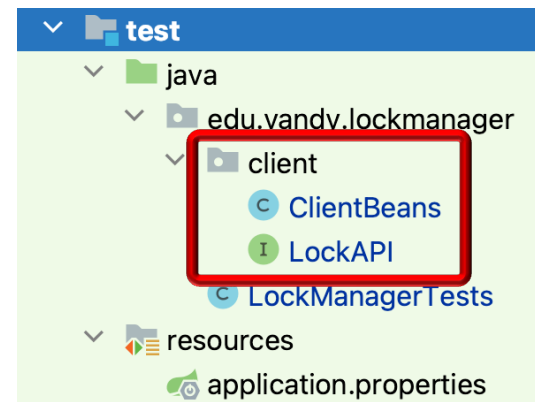 test
java
edu.vandy.lockmanager
client
C ClientBeans
I LockAPI
C LockManagerTests
resources
application.properties